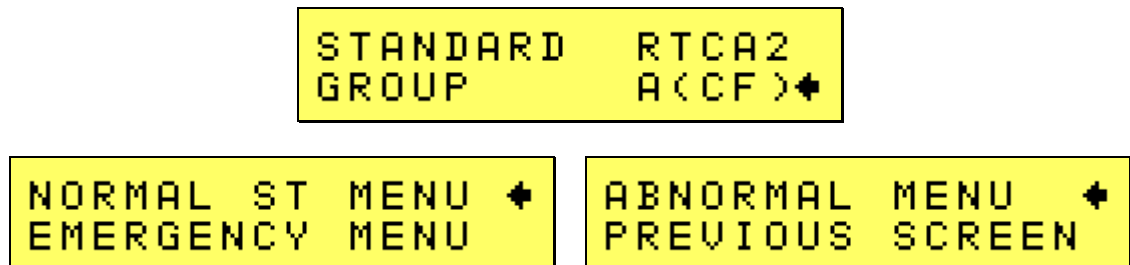 STANDARD RTCA2
GROUP A(CF)
NORMAL ST MENU
EMERGENCY MENU
ABNORMAL MENU
PREVIOUS SCREEN